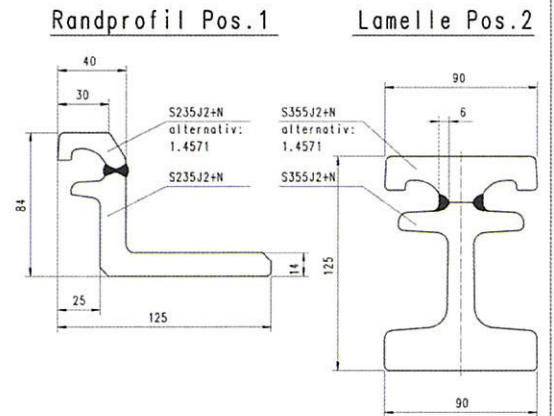 Randprofil Pos.1
Lamelle Pos.2
40
30
S235J2+N
alternativ:
1.4571
S235J2+N
84
14
25
125
90
6
S355J2+N
alternativ:
1.4571
S355J2+N
125
90